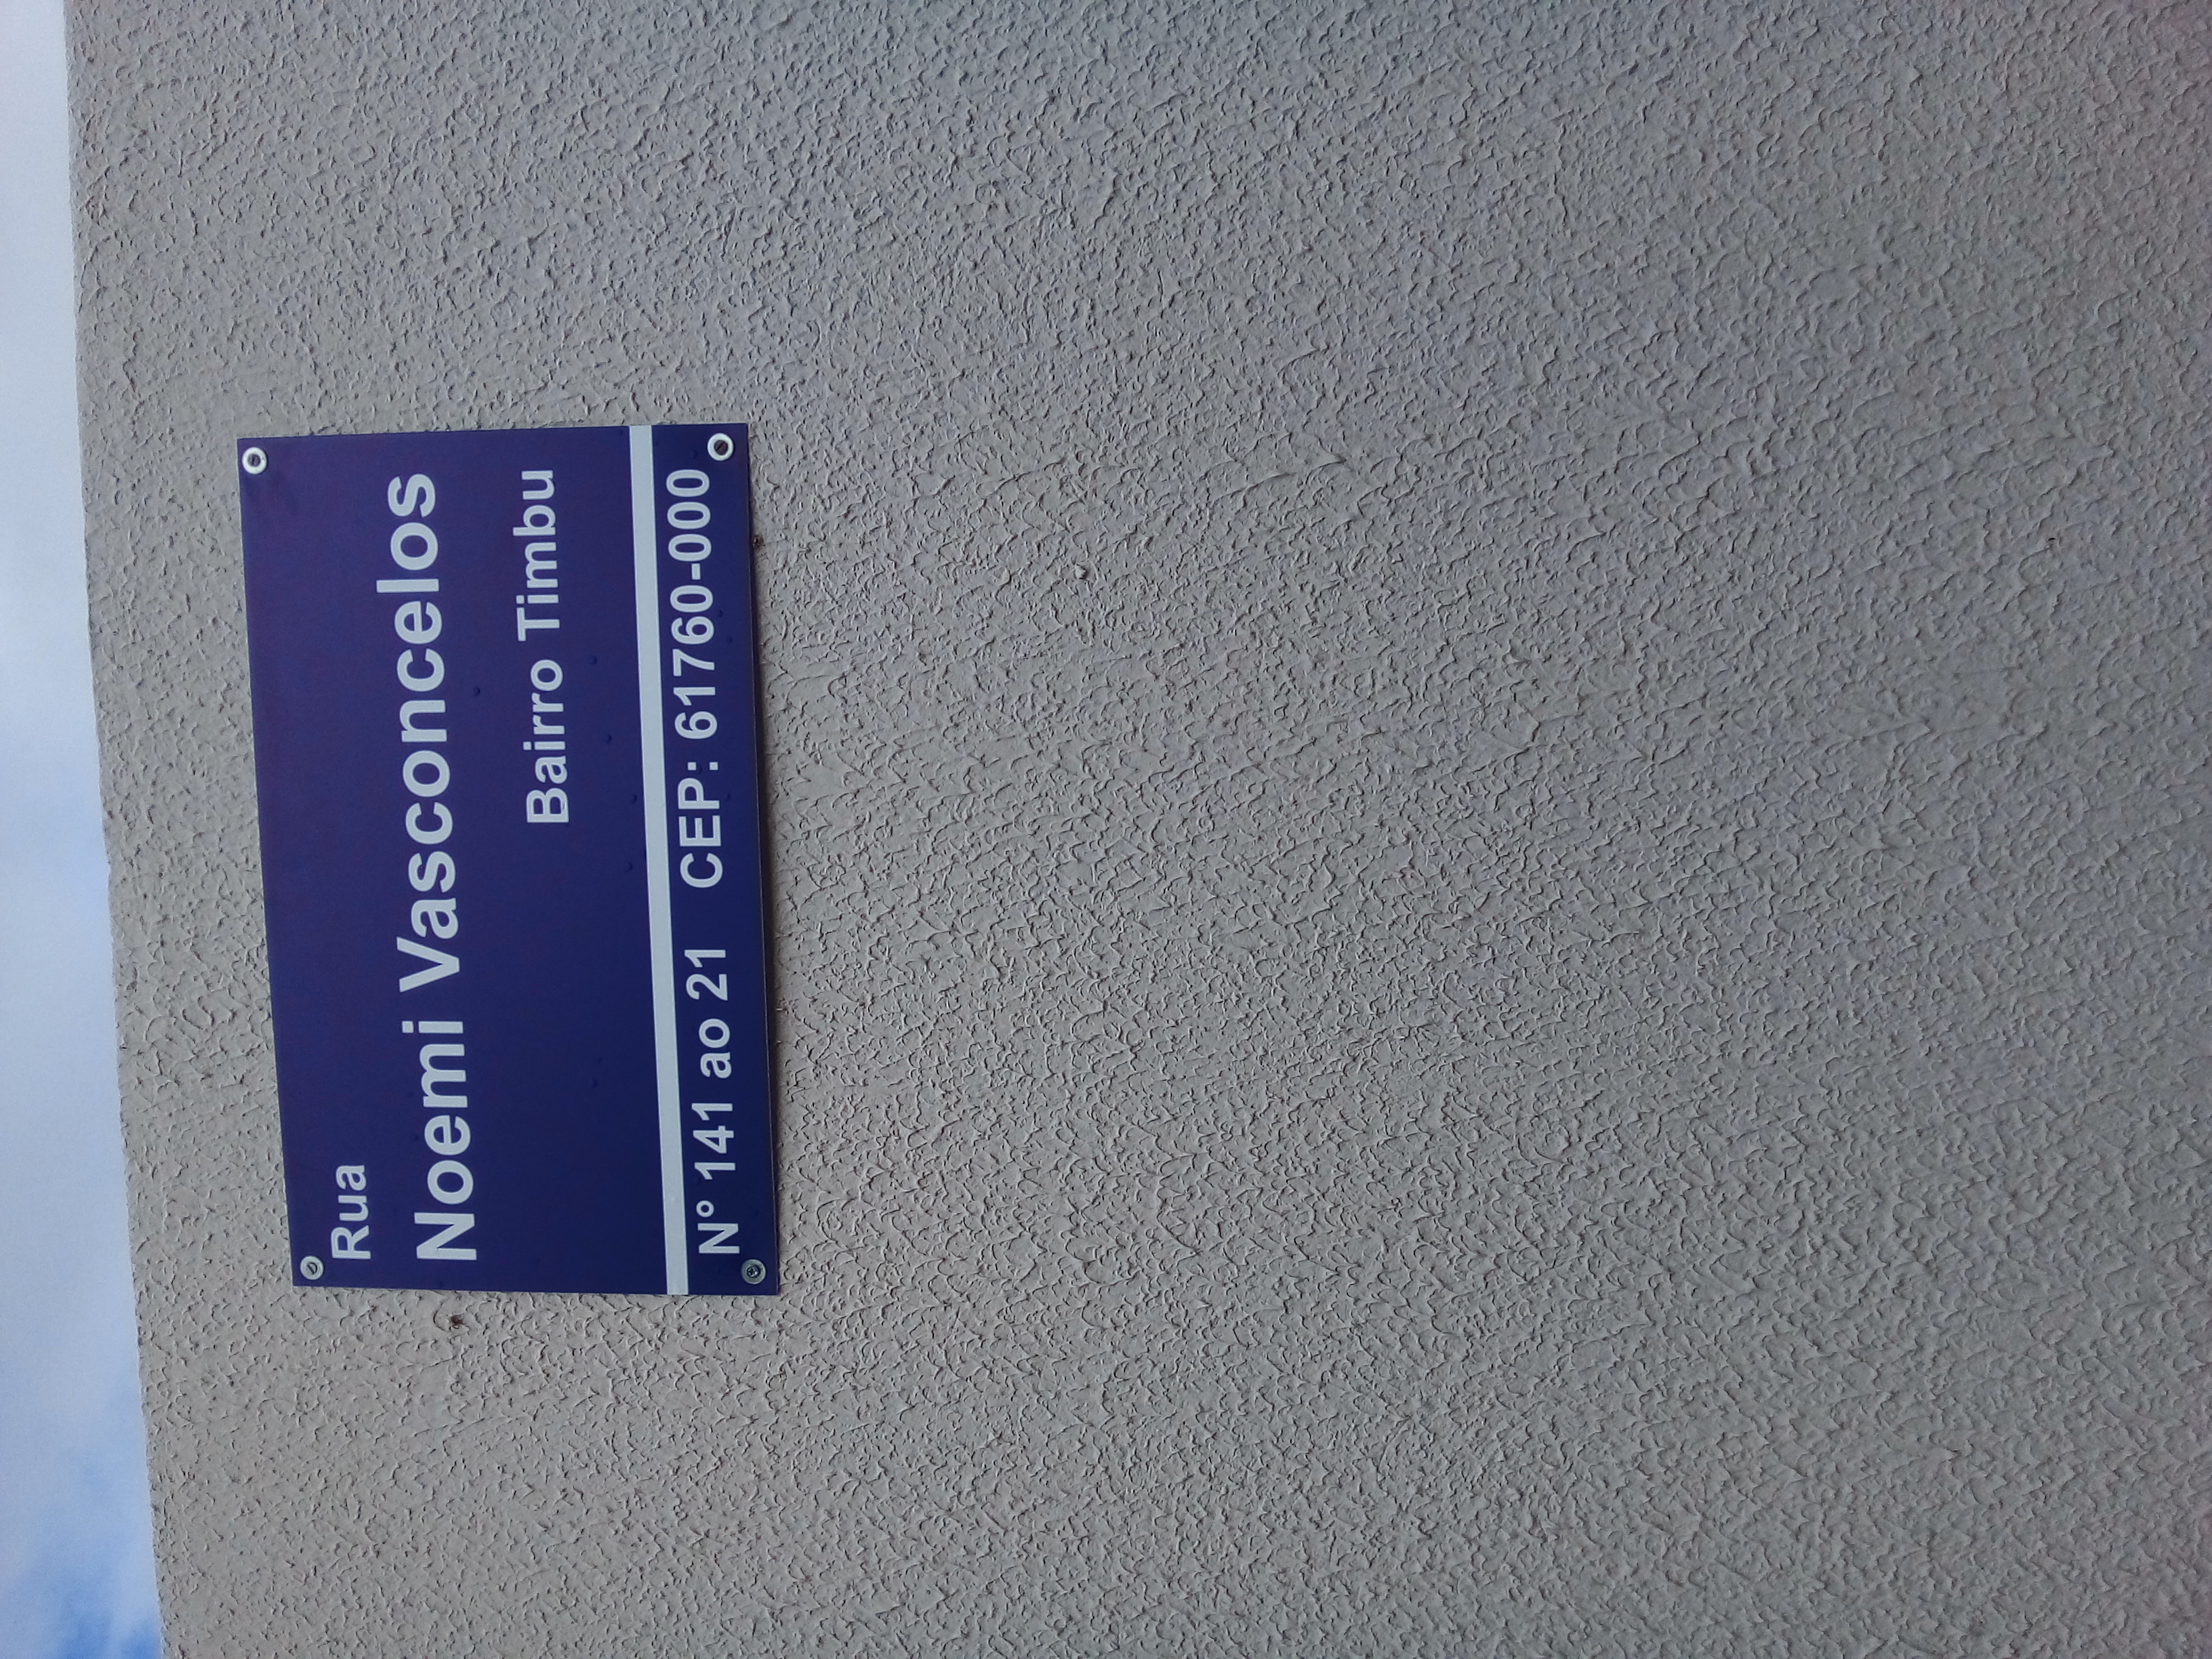 Rua
Noemi Vasconcelos
Bairro Timbu
N° 141 ao 21 CEP: 61760-000